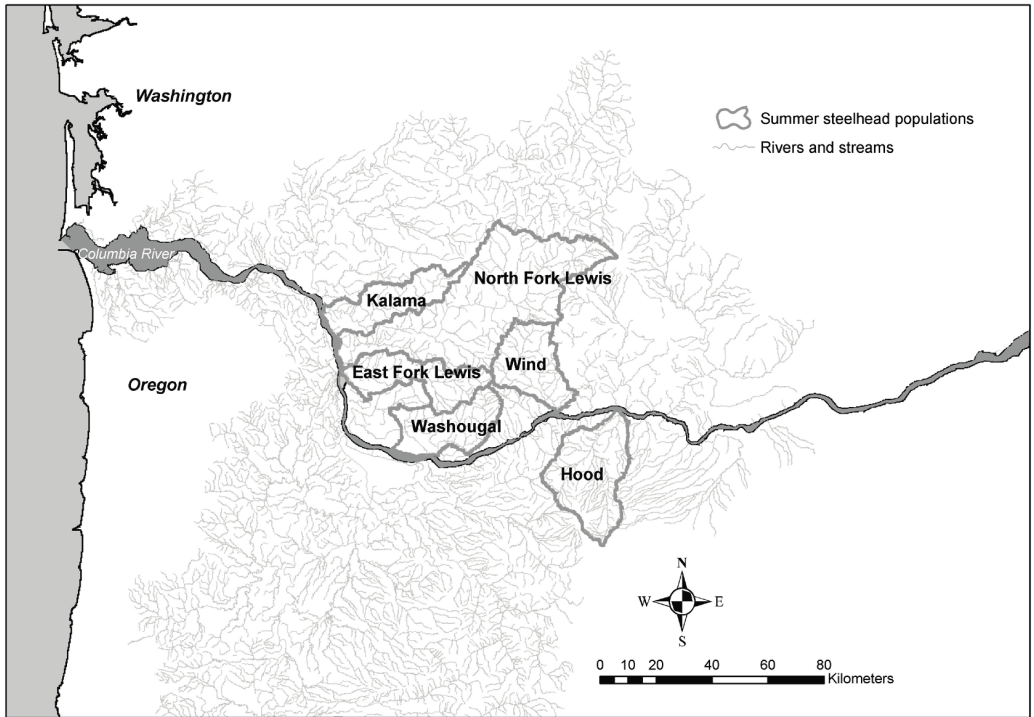 Washington
Summer steelhead populations
Rivers and streams
Columbia River
North Fork Lewis
Kalama
Wind
East Fork Lewis
Oregon
Washougal
Hood
N
W E
S
0 10 20 40 60 80
Kilometers